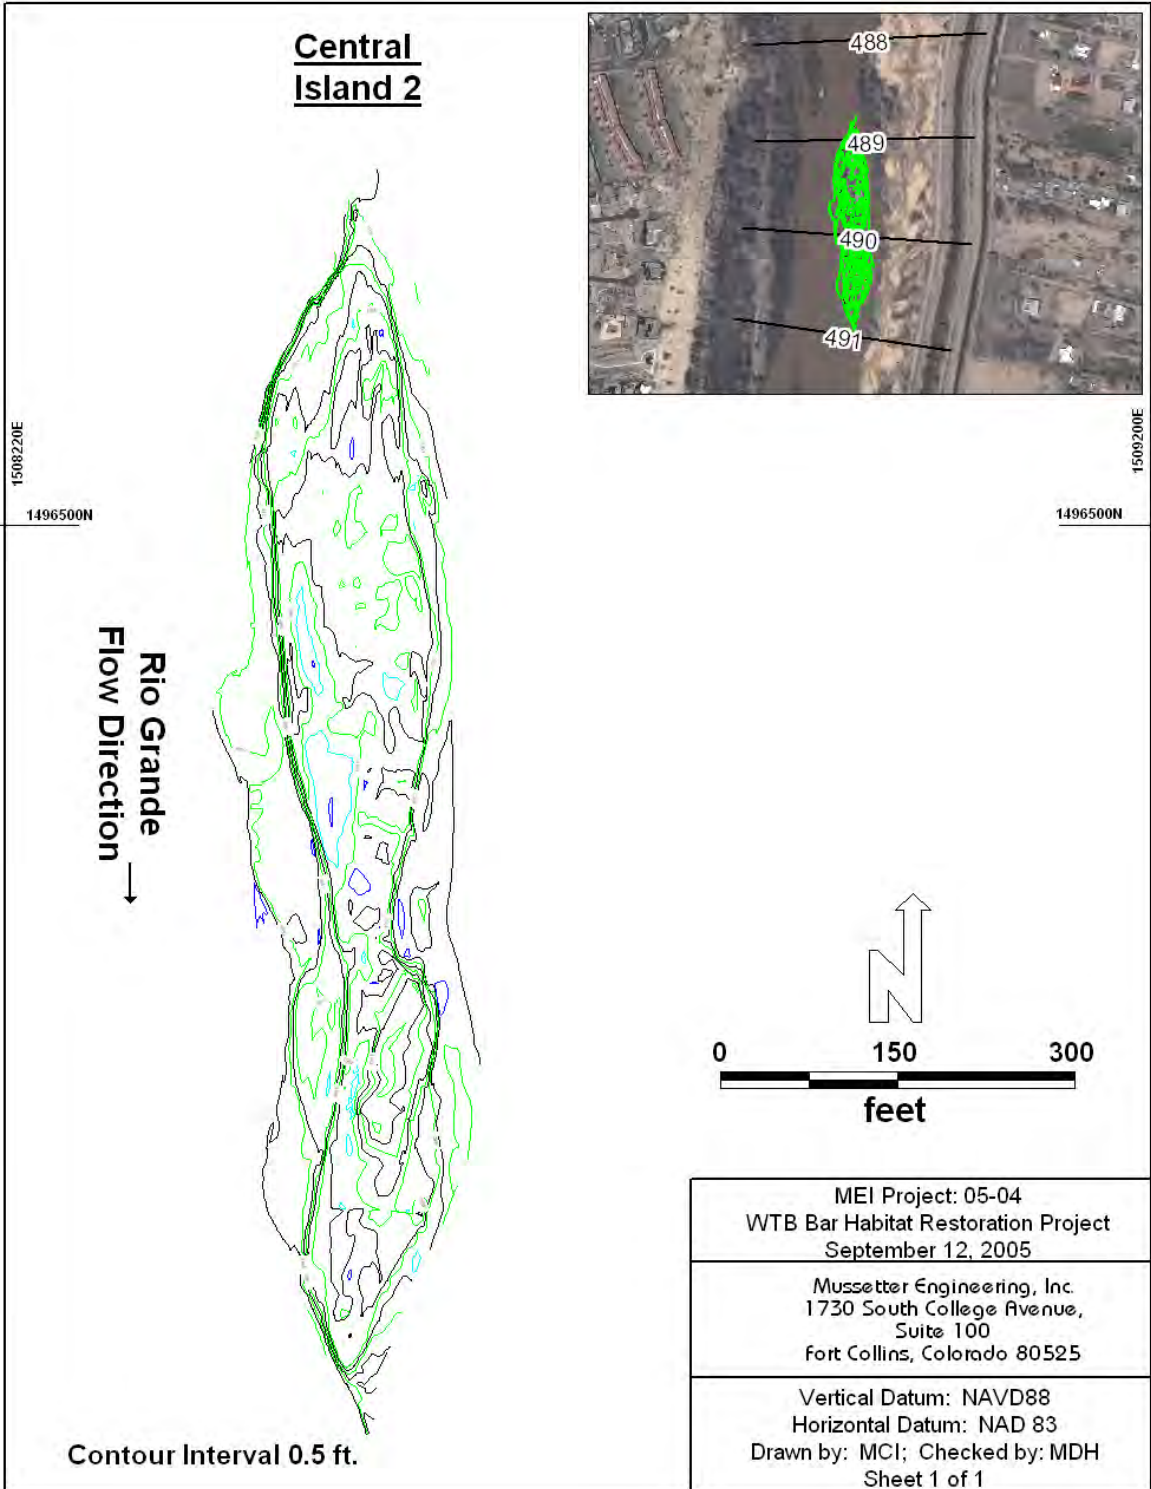 Central
Island 2
488
489
490
491
1508220E
1509200E
1496500N
1496500N
Rio Grande
Flow Direction
N
0 150 300
feet
MEI Project: 05-04
WTB Bar Habitat Restoration Project
September 12, 2005
Mussetter Engineering, Inc.
1730 South College Avenue,
Suite 100
Fort Collins, Colorado 80525
Vertical Datum: NAVD88
Horizontal Datum: NAD 83
Drawn by: MCI; Checked by: MDH
Sheet 1 of 1
Contour Interval 0.5 ft.